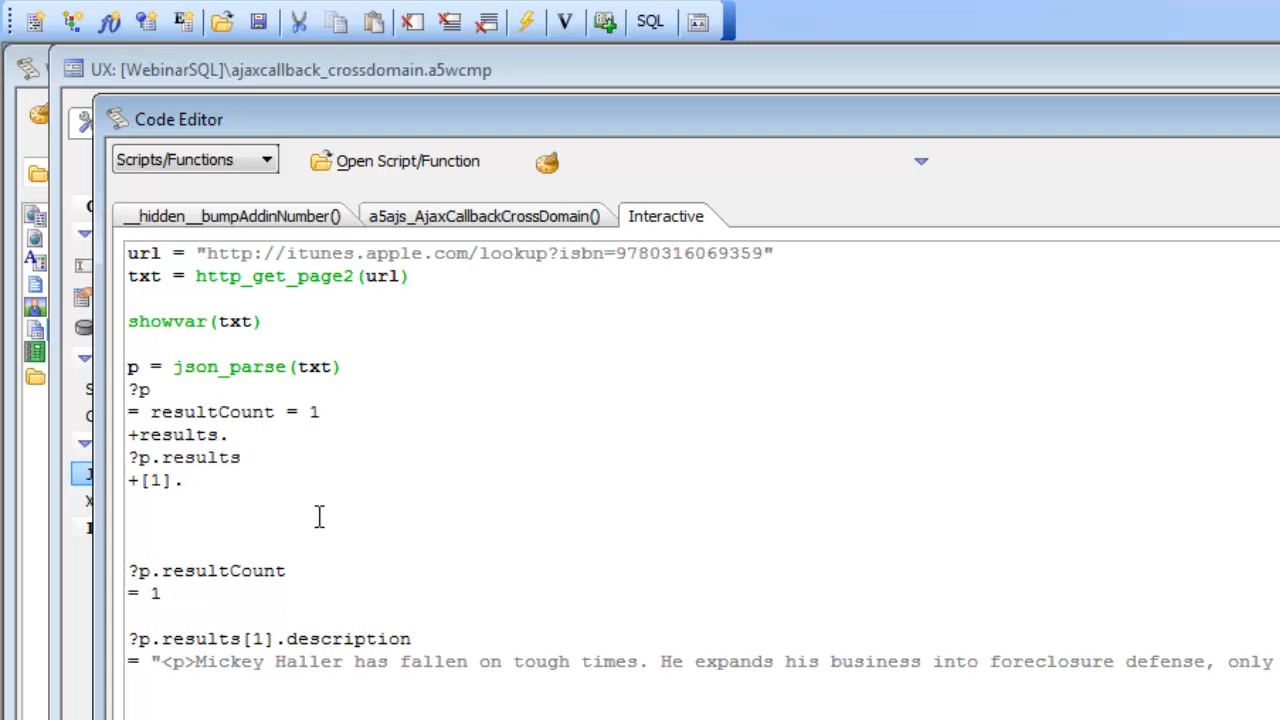 V SQL
UX: [WebinarSQL]\ajaxcallback_crossdomain.a5wcmp
Code Editor
Scripts/Functions Open Script/Function
__hidden__bumpAddinNumber() a5ajs_AjaxCallbackCrossDomain() Interactive
url = "http://itunes.apple.com/lookup?isbn=9780316069359"
txt = http_get_page2(url)
showvar(txt)
p = json_parse(txt)
?p
= resultCount = 1
+results.
?p.results
+[1].
?p.resultCount
= 1
?p.results[1].description
= "<p>Mickey Haller has fallen on tough times. He expands his business into foreclosure defense, only